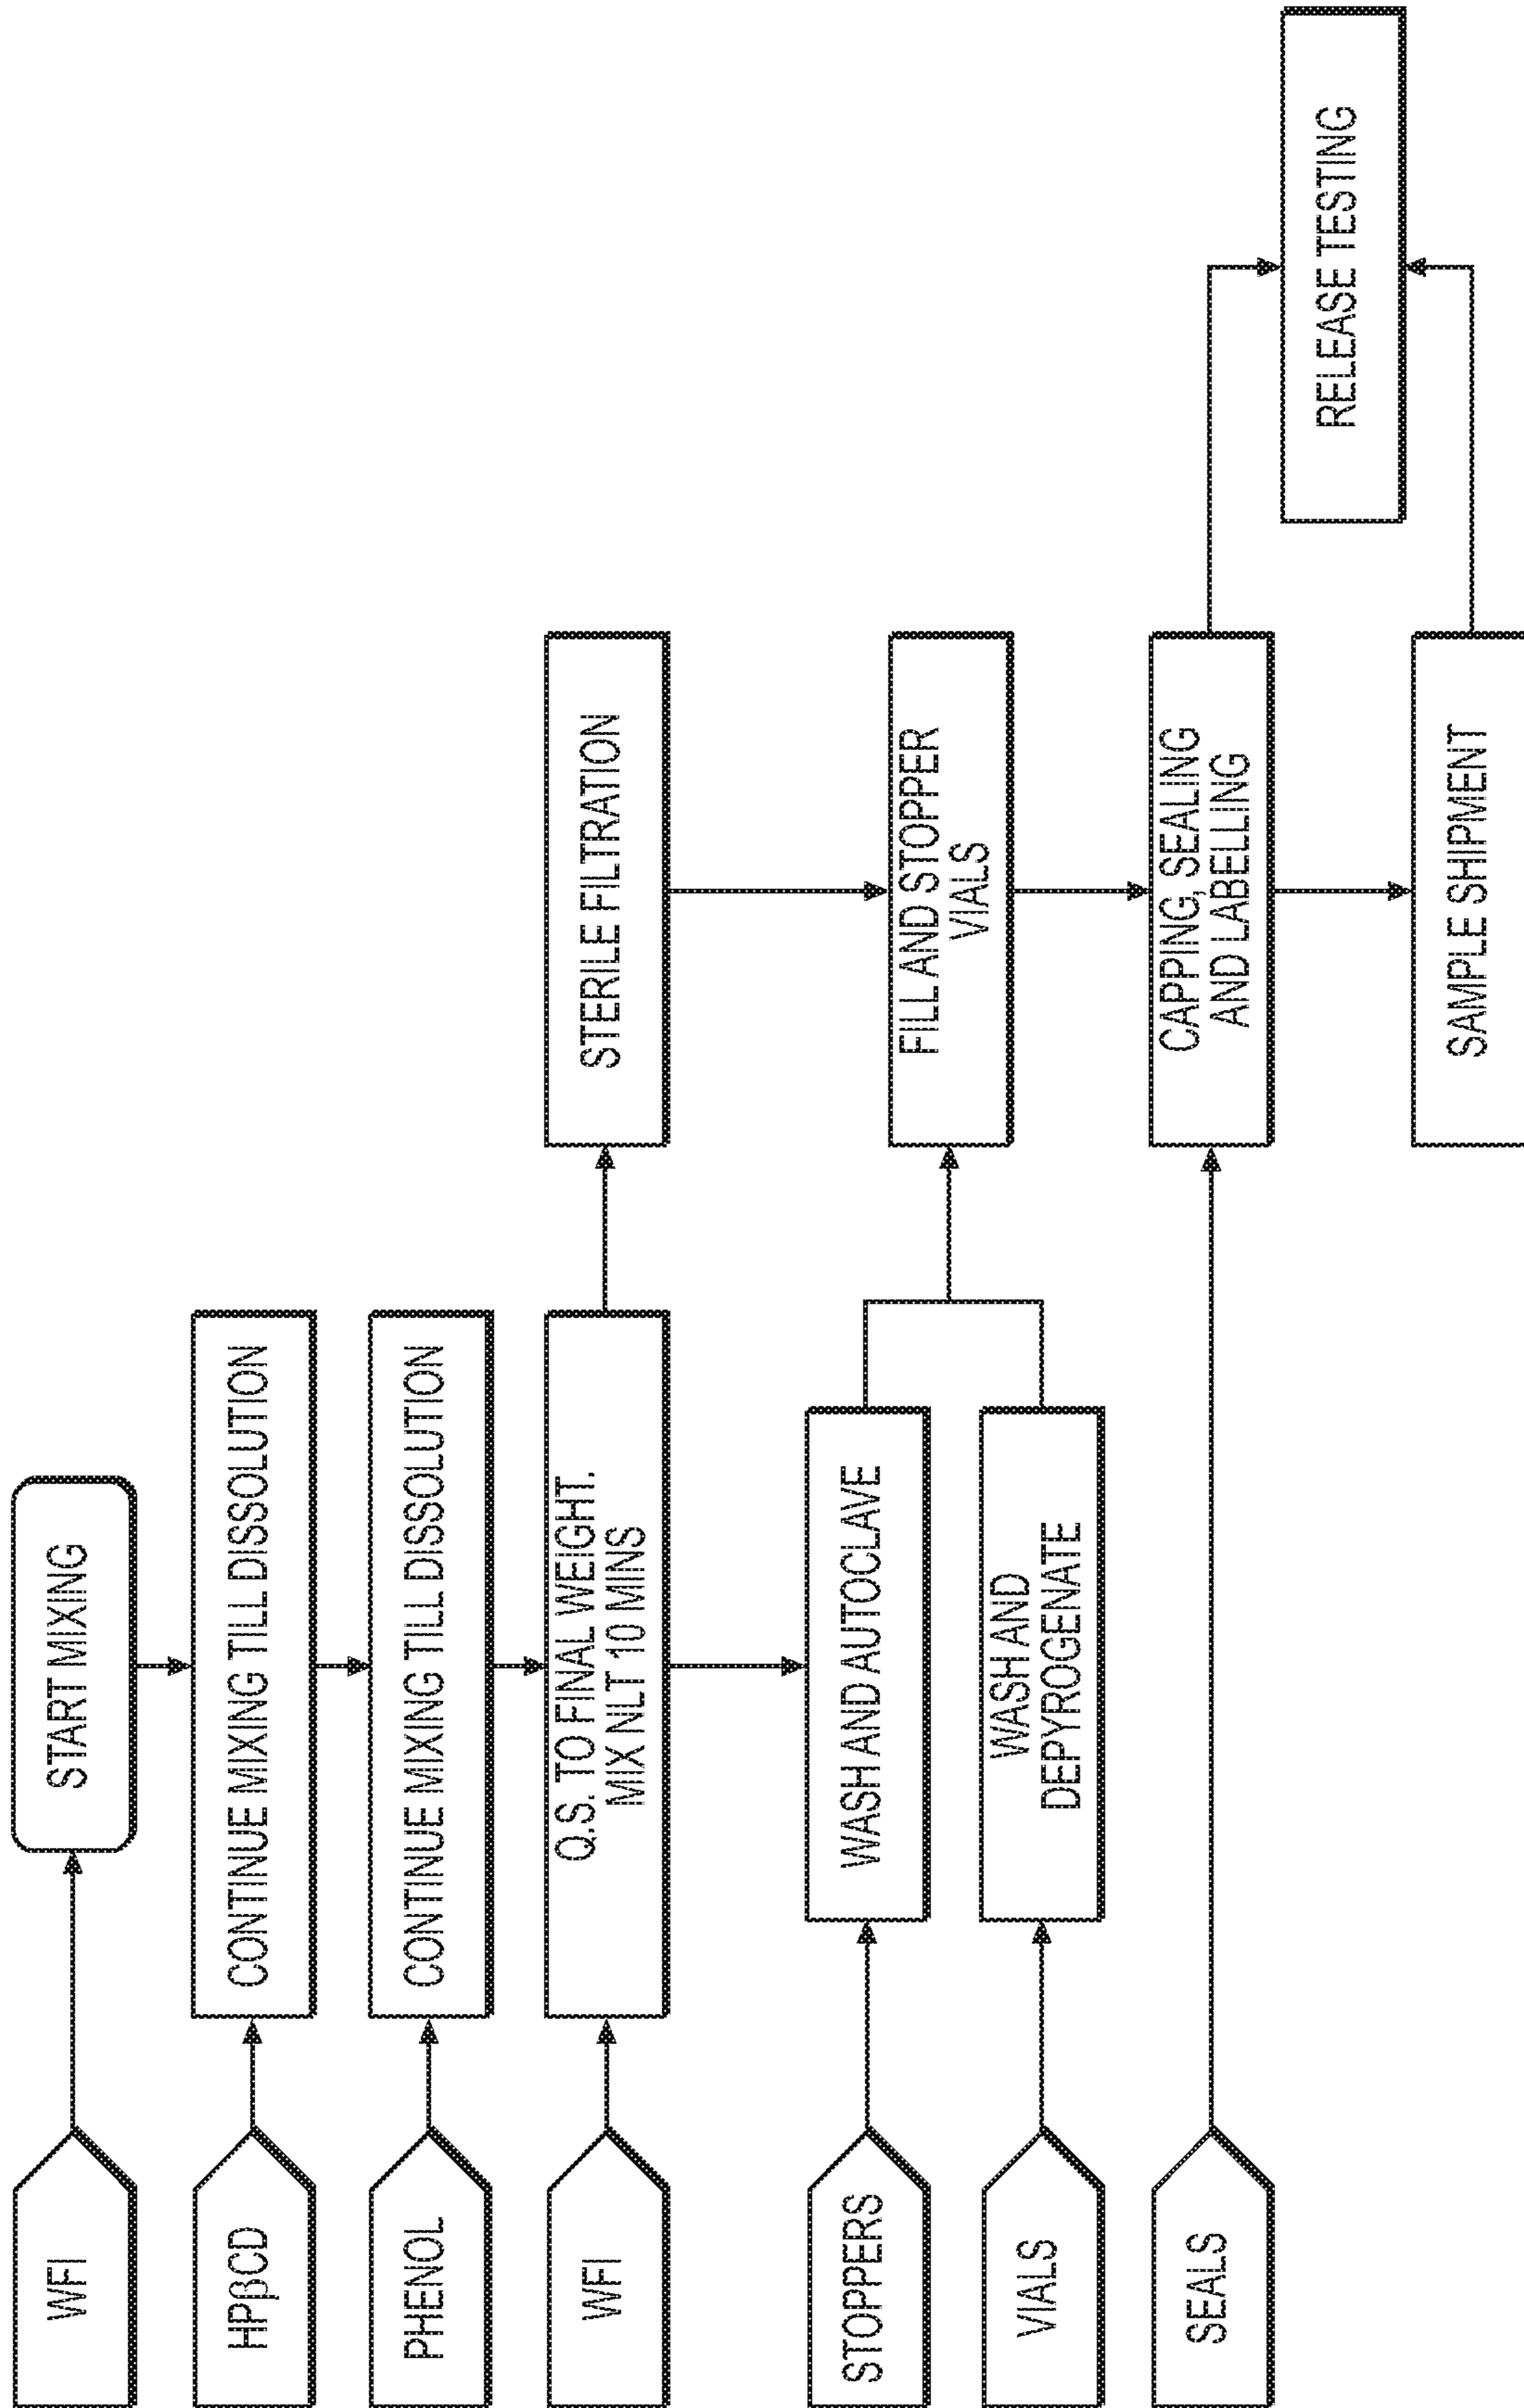 WFI
START MIXING
HPβCD
CONTINUE MIXING TILL DISSOLUTION
PHENOL
CONTINUE MIXING TILL DISSOLUTION
WFI
Q.S. TO FINAL WEIGHT.
MIX NLT 10 MINS
STERILE FILTRATION
STOPPERS
WASH AND AUTOCLAVE
VIALS
WASH AND
DEPYROGENATE
FILL AND STOPPER
VIALS
SEALS
CAPPING, SEALING
AND LABELLING
SAMPLE SHIPMENT
RELEASE TESTING